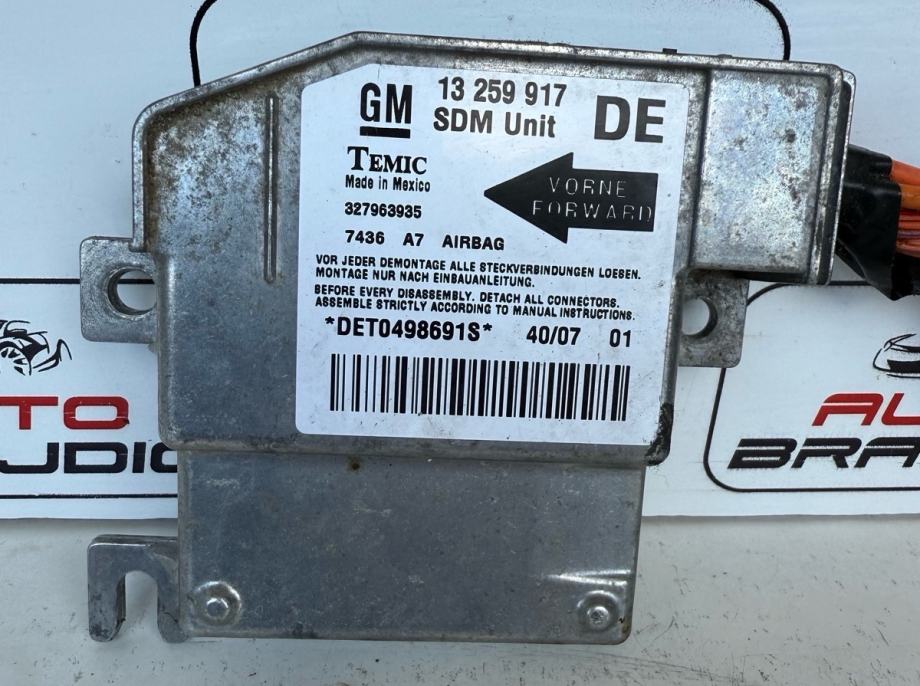 GM 13 259 917 DE
SDM Unit
TEMIC
Made in Mexico
VORNE
FORWARD
327963935
7436 A7 AIRBAG
VOR JEDER DEMONTAGE ALLE STECKVERBINDUNGEN LOESEN.
MONTAGE NUR NACH EINBAUANLEITUNG.
BEFORE EVERY DISASSEMBLY, DETACH ALL CONNECTORS.
ASSEMBLE STRICTLY ACCORDING TO MANUAL INSTRUCTIONS.
*DET0498691S* 40/07 01